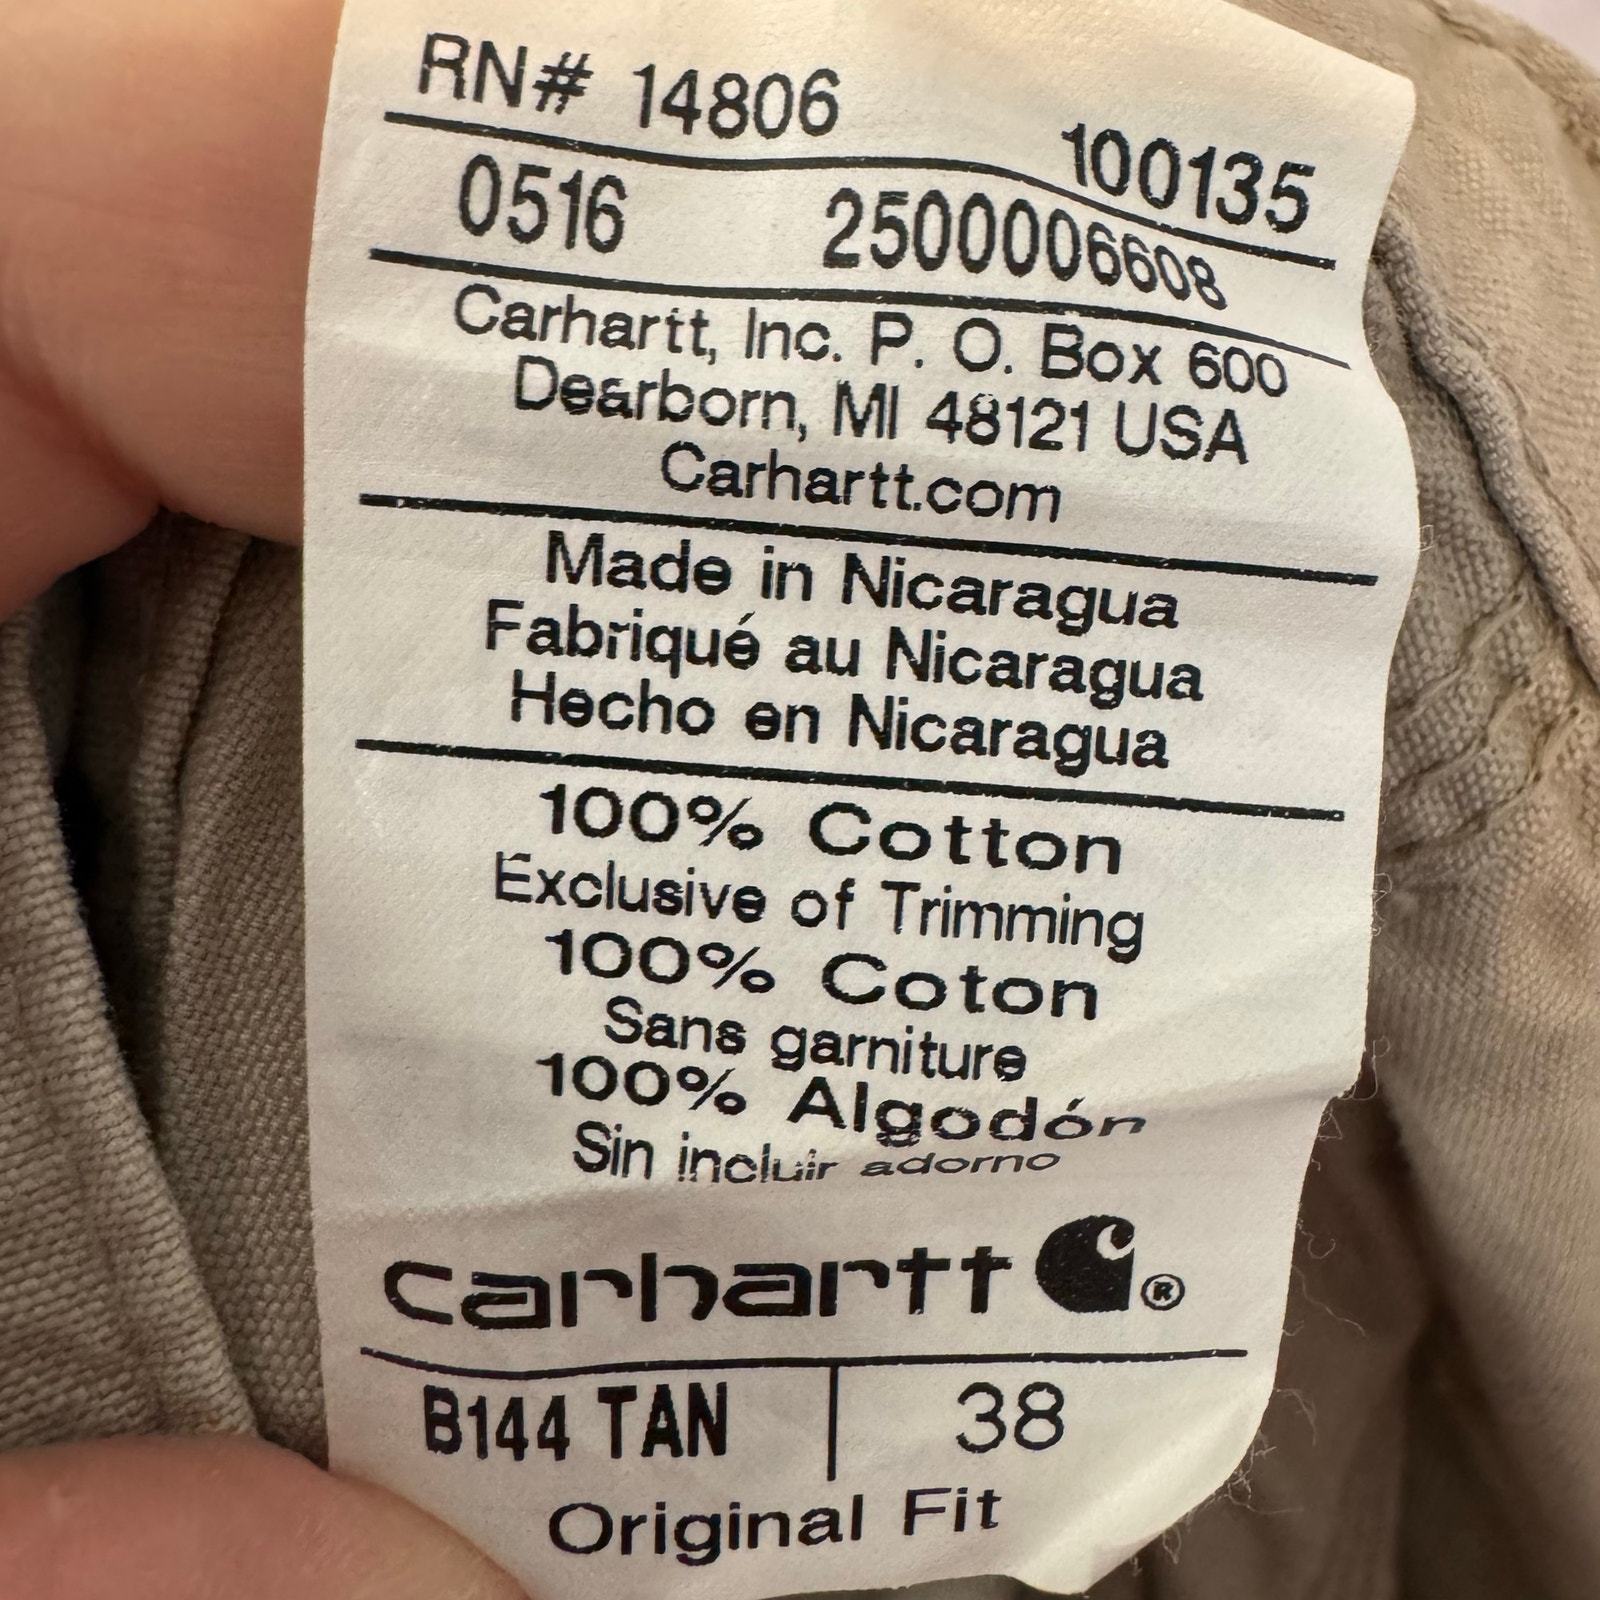 RN# 14806 100135
0516 2500006608
Carhartt, Inc. P. O. Box 600
Dearborn, MI 48121 USA
Carhartt.com
Made in Nicaragua
Fabriqué au Nicaragua
Hecho en Nicaragua
100% Cotton
Exclusive of Trimming
100% Coton
Sans garniture
100% Algodón
Sin incluir adorno
carhartt ®
B144 TAN 38
Original Fit